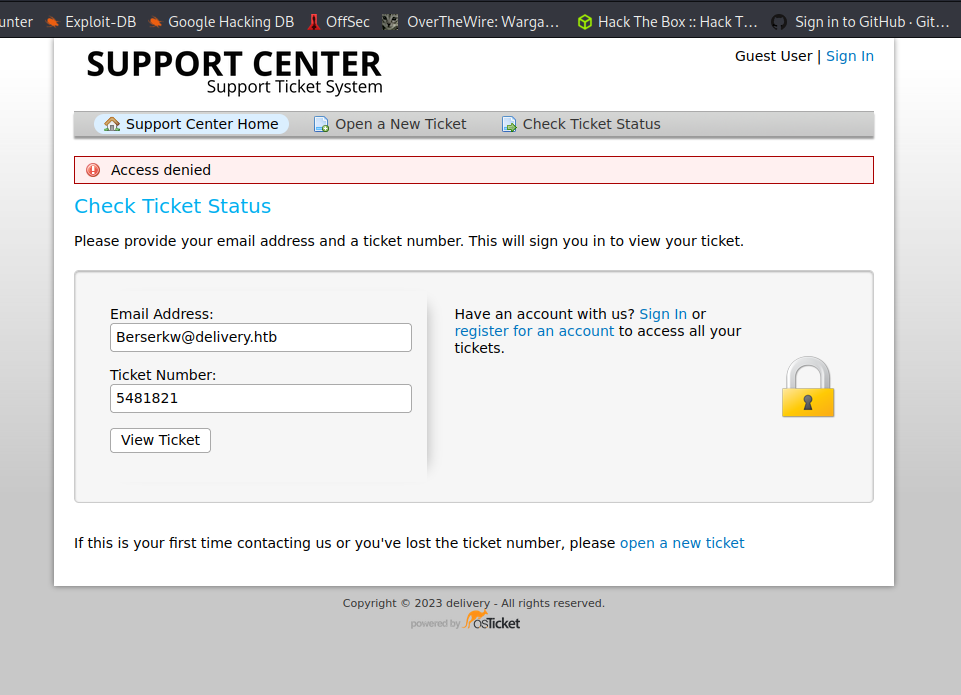 unter Exploit-DB Google Hacking DB OffSec OverTheWire: Warga… Hack The Box :: Hack T… Sign in to GitHub · Git…
SUPPORT CENTER
Support Ticket System
Guest User | Sign In
Support Center Home Open a New Ticket Check Ticket Status
Access denied
Check Ticket Status
Please provide your email address and a ticket number. This will sign you in to view your ticket.
Email Address:
Berserkw@delivery.htb
Ticket Number:
5481821
View Ticket
Have an account with us? Sign In or
register for an account to access all your
tickets.
If this is your first time contacting us or you've lost the ticket number, please open a new ticket
Copyright © 2023 delivery - All rights reserved.
powered by osTicket